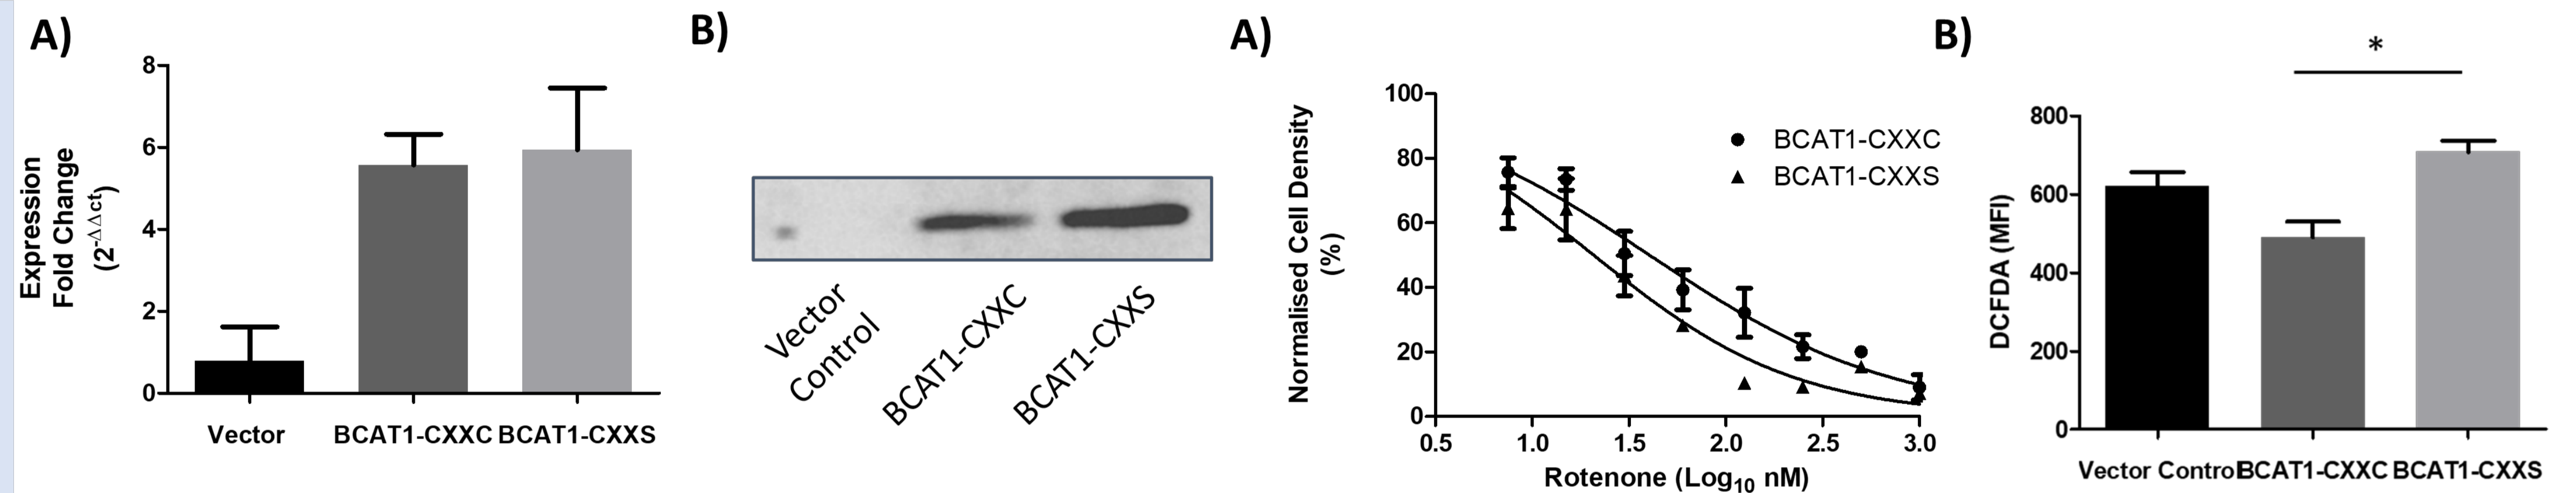 A)
8
6
4
2
0
Expression
Fold Change
(2-ΔΔct)
Vector
BCAT1-CXXC
BCAT1-CXXS
B)
Vector
Control
BCAT1-CXXC
BCAT1-CXXS
A)
100
80
60
40
20
0
Normalised Cell Density
(%)
BCAT1-CXXC
BCAT1-CXXS
0.5 1.0 1.5 2.0 2.5 3.0
Rotenone (Log10 nM)
B)
*
800
600
400
200
0
DCFDA (MFI)
Vector Control
BCAT1-CXXC
BCAT1-CXXS